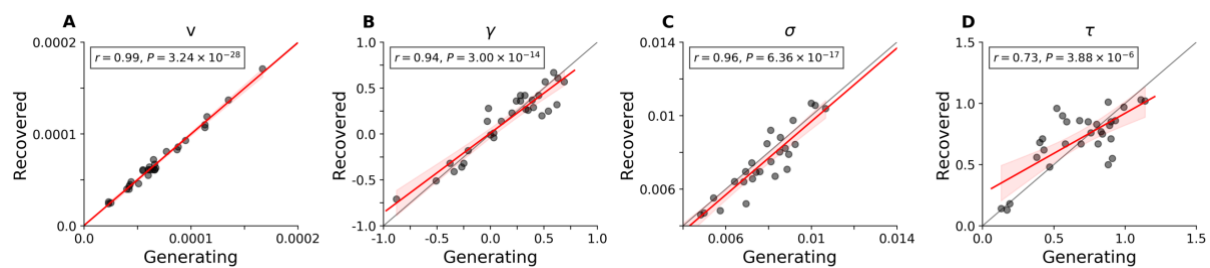 A
v
r = 0.99, P = 3.24 × 10⁻²⁸
Recovered
0.0002
0.0001
0.0
0.0
0.0001
0.0002
Generating
B
γ
r = 0.94, P = 3.00 × 10⁻¹⁴
Recovered
1.0
0.5
0.0
-0.5
-1.0
-1.0
-0.5
0.0
0.5
1.0
Generating
C
σ
r = 0.96, P = 6.36 × 10⁻¹⁷
Recovered
0.014
0.01
0.006
0.006
0.01
0.014
Generating
D
τ
r = 0.73, P = 3.88 × 10⁻⁶
Recovered
1.5
1.0
0.5
0.0
0.0
0.5
1.0
1.5
Generating